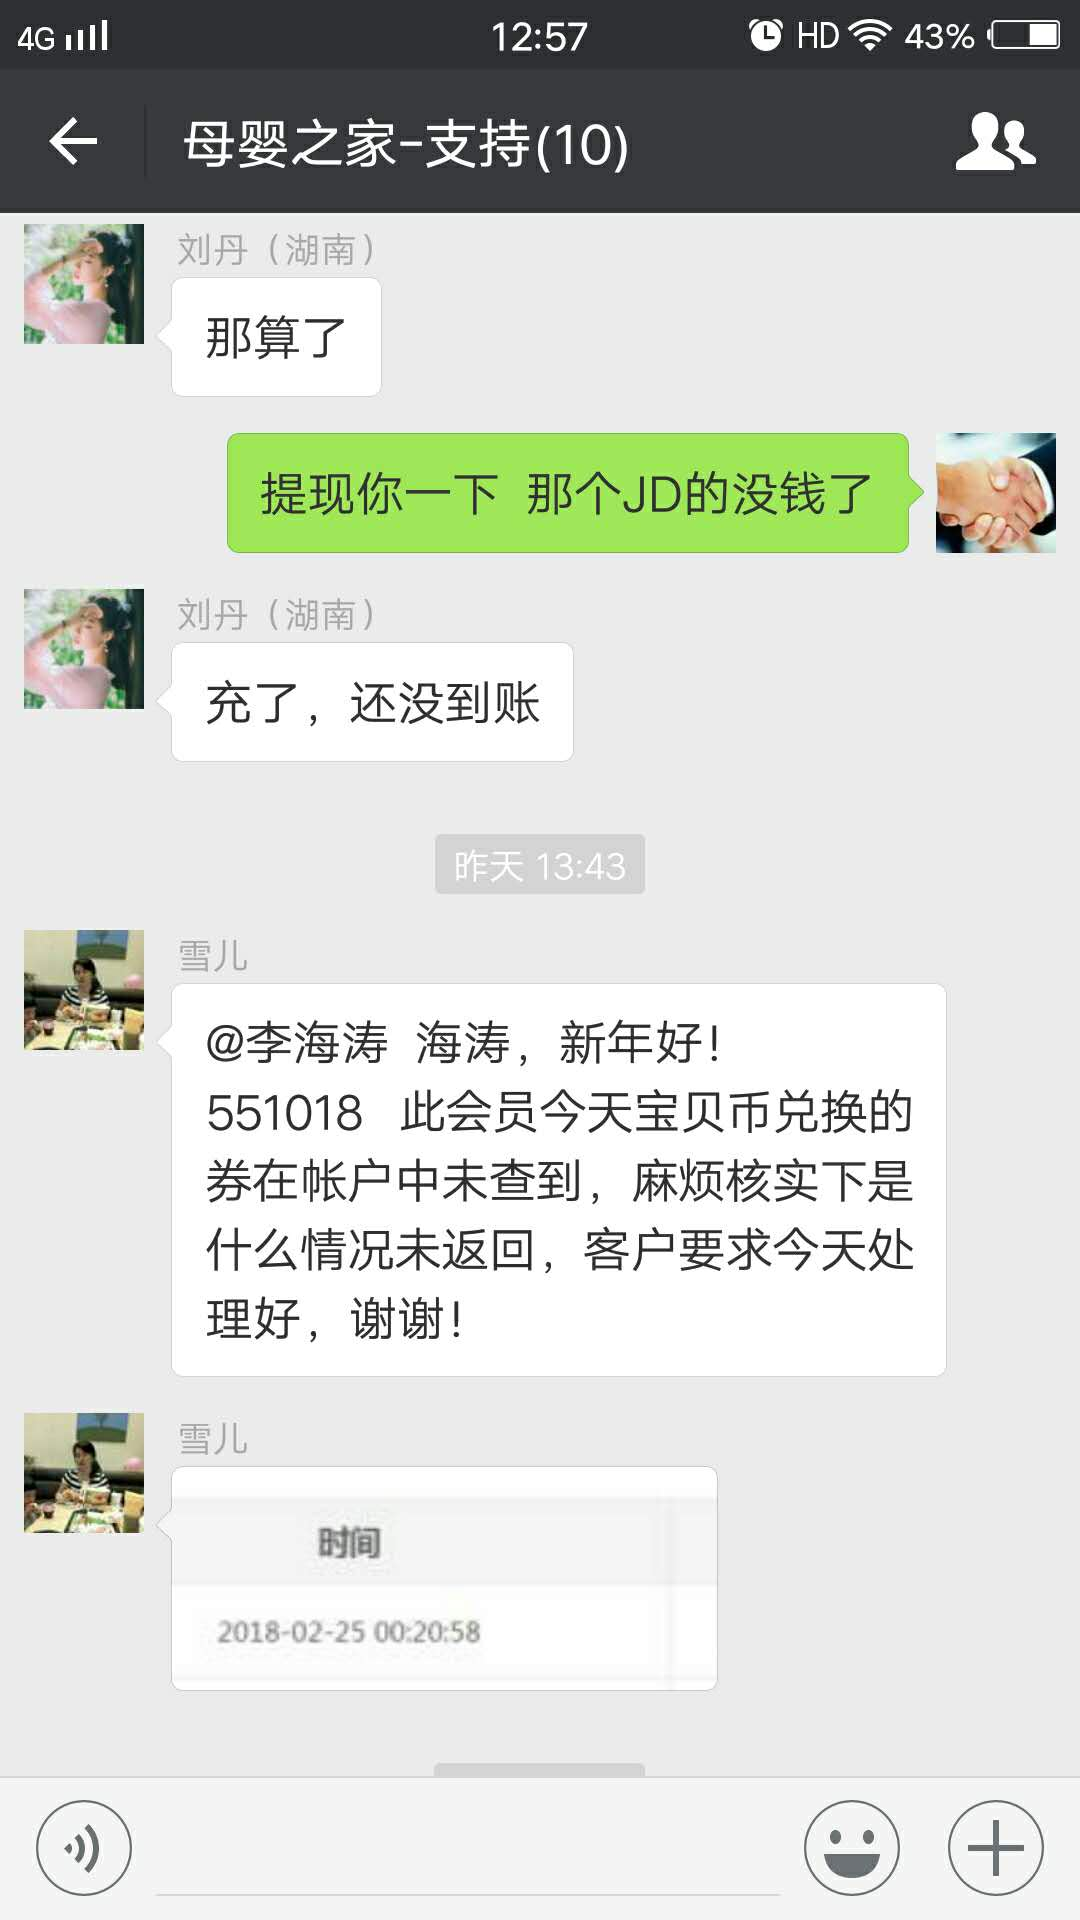 4G 12:57 HD 43%
母婴之家-支持(10)
刘丹（湖南）
那算了
提现你一下 那个JD的没钱了
刘丹（湖南）
充了，还没到账
昨天 13:43
雪儿
@李海涛 海涛，新年好！
551018 此会员今天宝贝币兑换的
券在帐户中未查到，麻烦核实下是
什么情况未返回，客户要求今天处
理好，谢谢！
雪儿
时间
2018-02-25 00:20:58